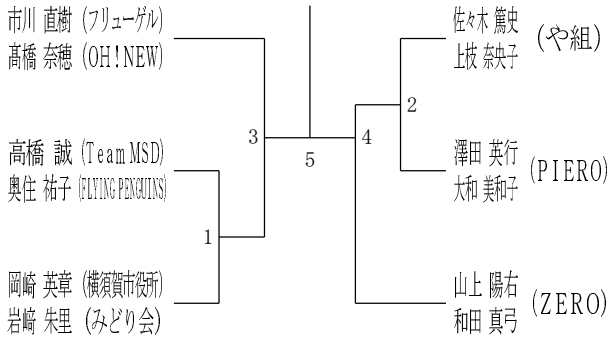 市川 直樹 (フリューゲル)
髙橋 奈穂 (OH!NEW)
高橋 誠 (Team MSD)
奥住 祐子 (FLYING PENGUINS)
岡崎 英章 (横須賀市役所)
岩﨑 朱里 (みどり会)
1
3
5
4
2
佐々木 篤史 (や組)
上枝 奈央子
澤田 英行 (PIERO)
大和 美和子
山上 陽右 (ZERO)
和田 真弓